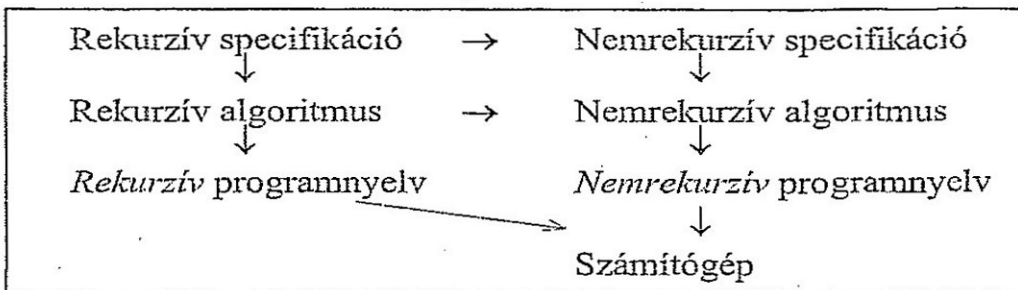 Rekurzív specifikáció → Nemrekurzív specifikáció
↓ ↓
Rekurzív algoritmus → Nemrekurzív algoritmus
↓ ↓
Rekurzív programnyelv Nemrekurzív programnyelv
↓
Számítógép